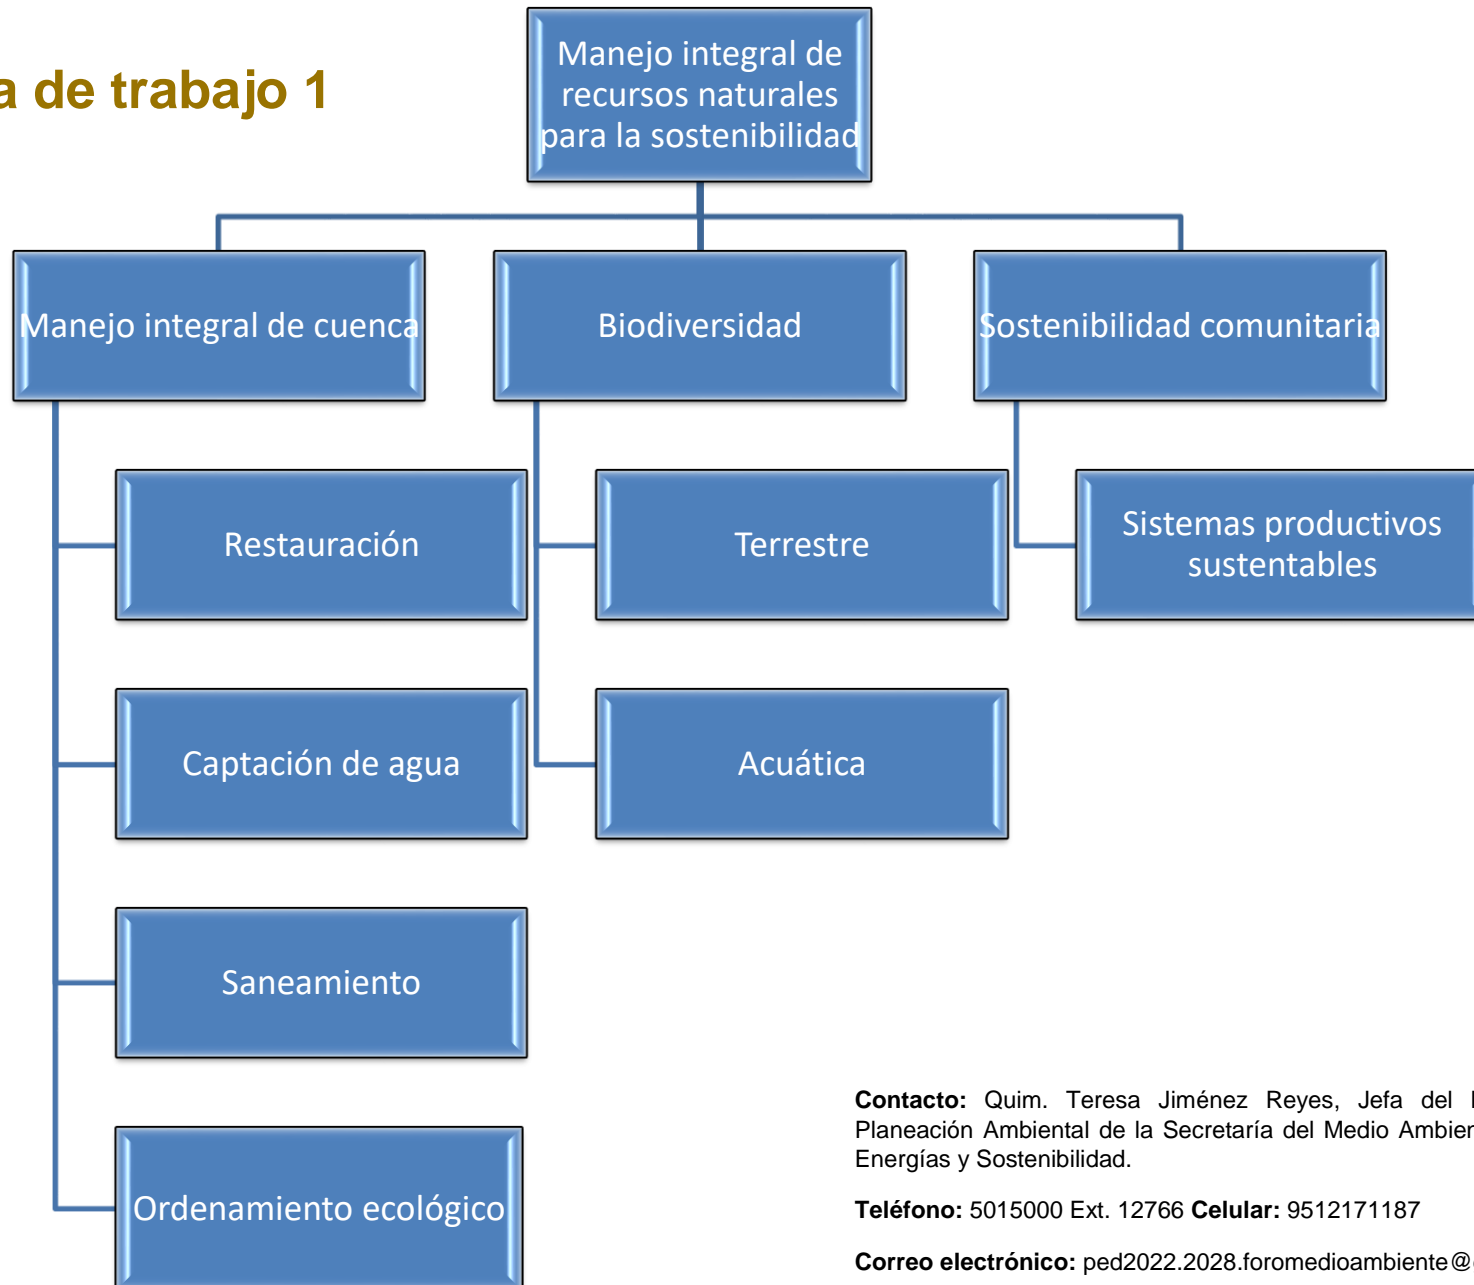 a de trabajo 1
Manejo integral de
recursos naturales
para la sostenibilidad
Manejo integral de cuenca
Biodiversidad
Sostenibilidad comunitaria
Restauración
Terrestre
Sistemas productivos
sustentables
Captación de agua
Acuática
Saneamiento
Ordenamiento ecológico
Contacto: Quim. Teresa Jiménez Reyes, Jefa del
Planeación Ambiental de la Secretaría del Medio
Energías y Sostenibilidad.
Teléfono: 5015000 Ext. 12766 Celular: 9512171187
Correo electrónico: ped2022.2028.foromedioambiente@